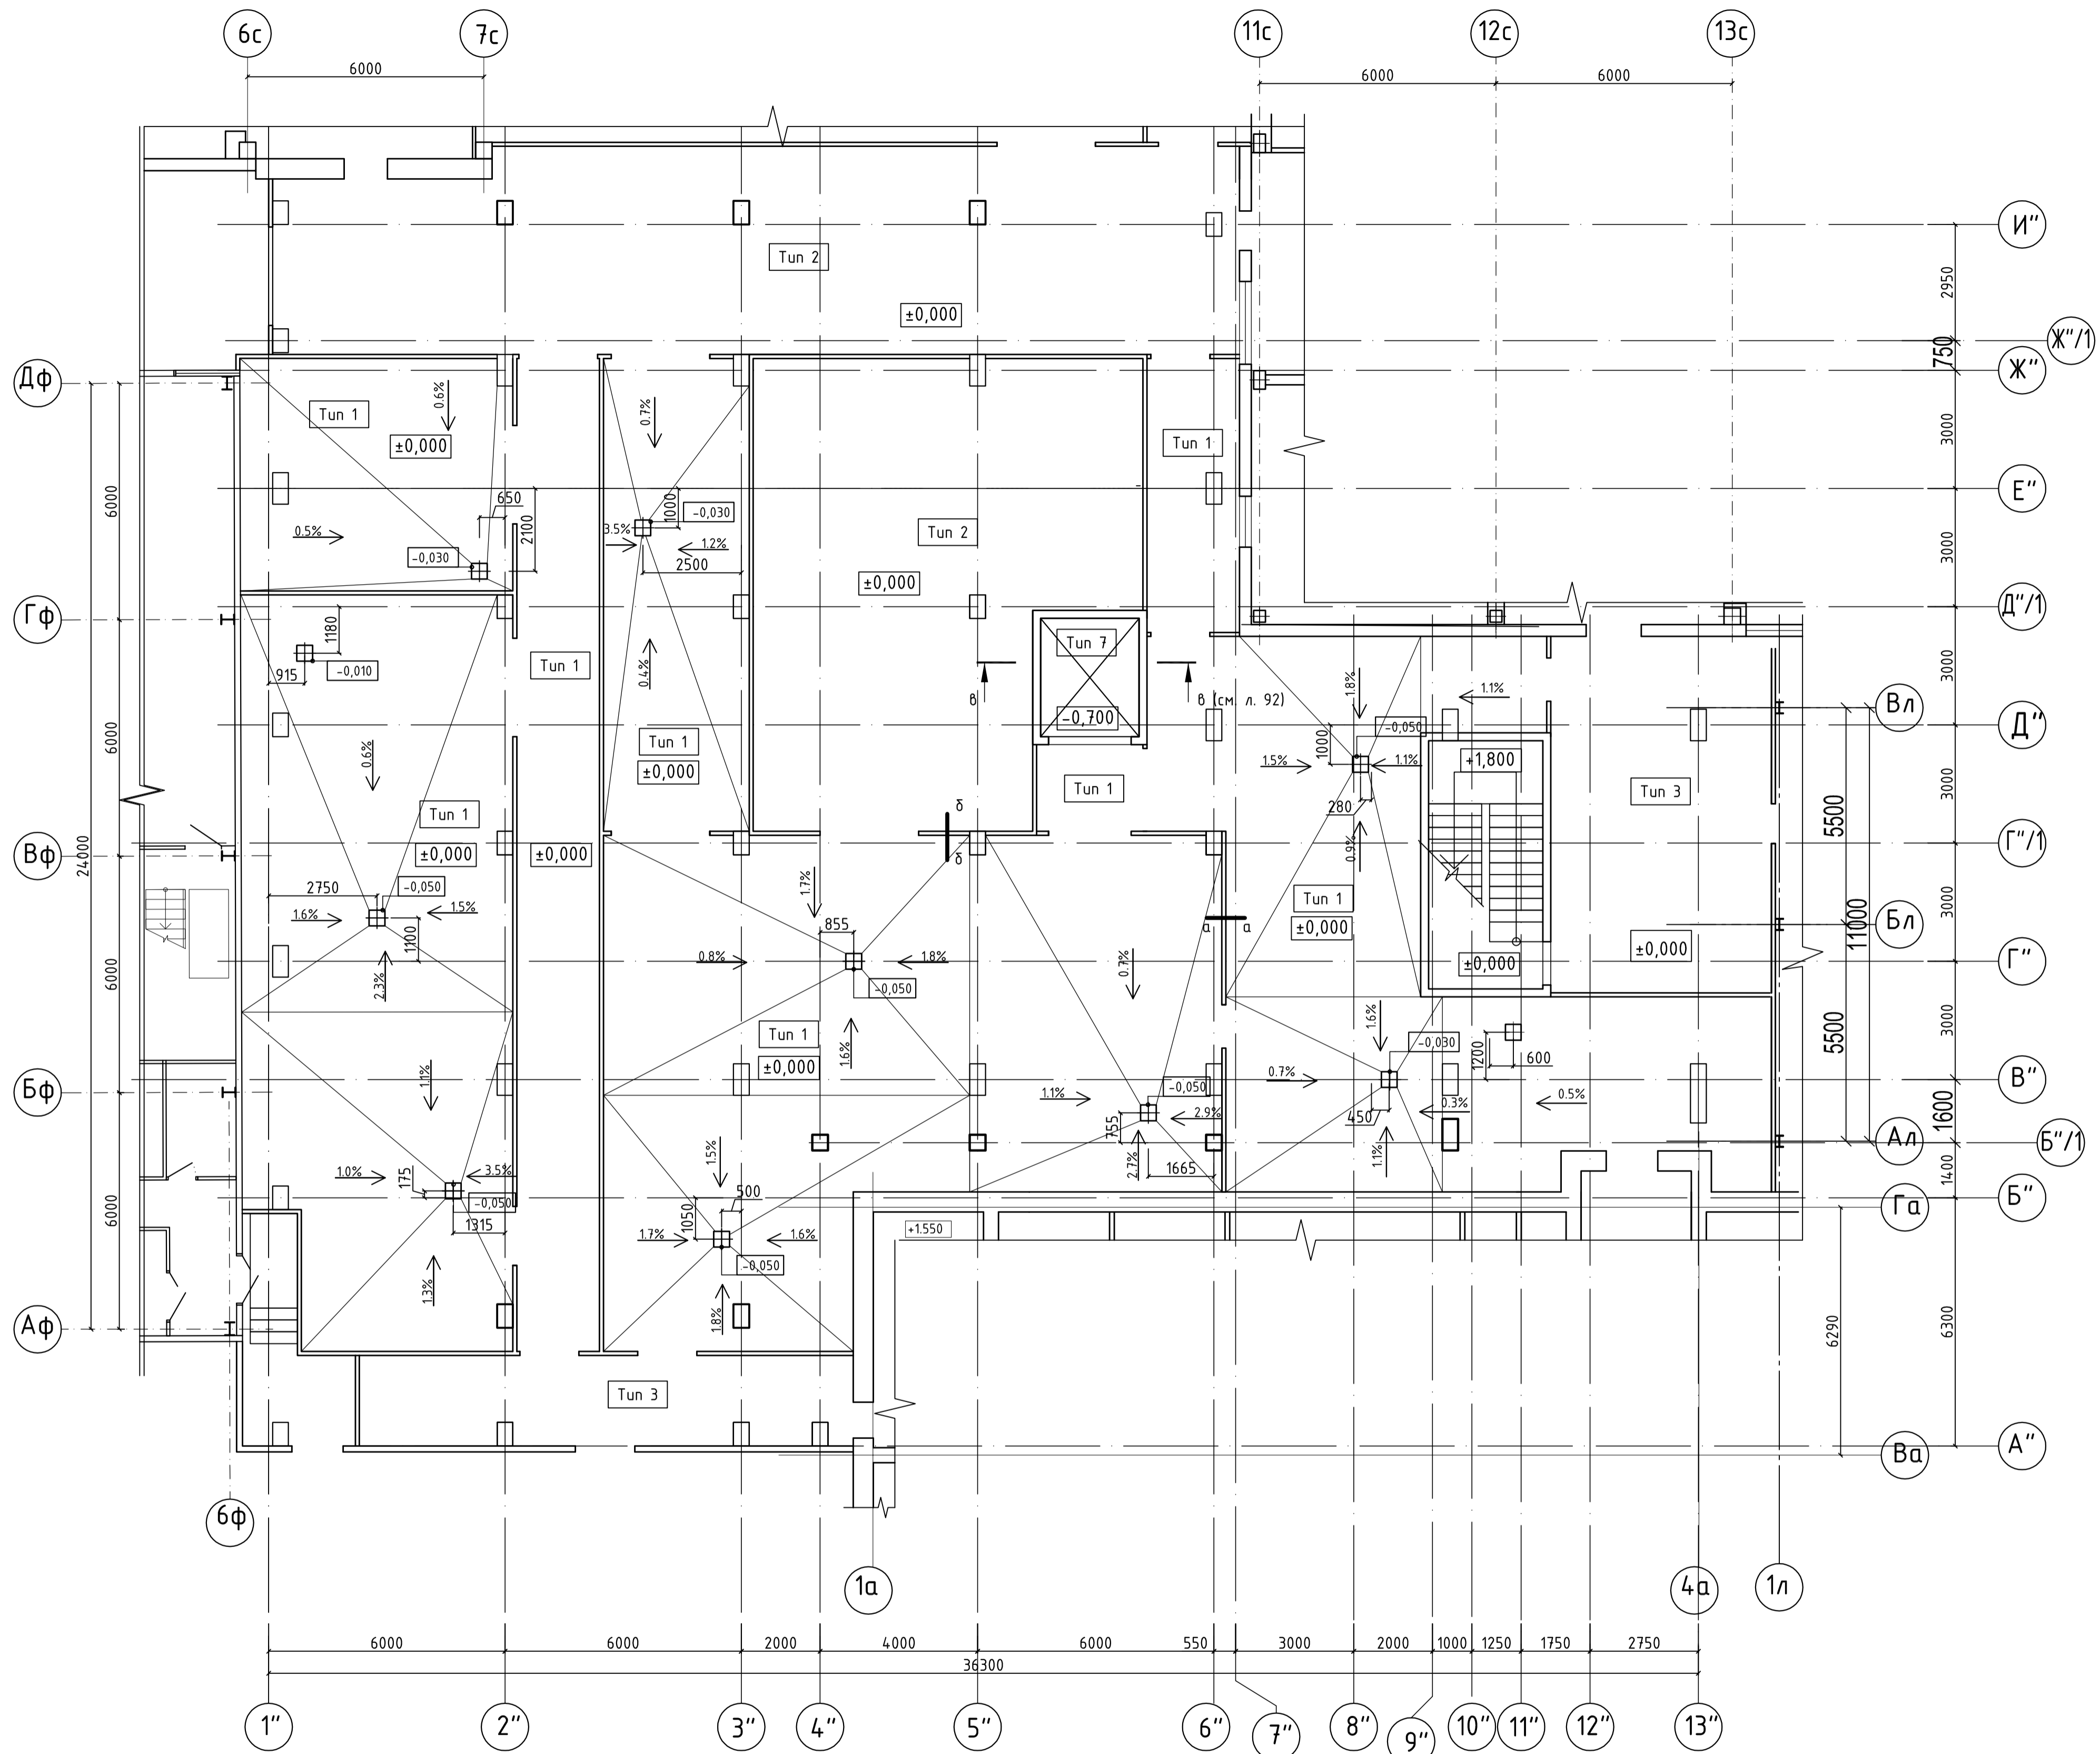 6с 7с 11с 12с 13с
6000 6000 6000
И"
Тип 2
2950
±0,000
Ж"/1
750
Дф Ж"
0.6% 0.7%
Тип 1
±0,000 Тип 1
3000
6000 Е"
650 1000 -0,030
2100 3.5% Тип 2
0.5% 1.2%
-0,030 2500
3000
±0,000
Гф Д"/1
1180
Тип 7
915 -0,010 Тип 1 0.4%
3000
в в (см. л. 92) 1.8% 1.1%
-0,700 Вл
Д"
Тип 1 1000 -0,050
6000 0.6% ±0,000 1.5% 1.1% +1,800
Тип 1 Тип 3
3000
Тип 1 280
б 5500
0.9%
Г"/1
Вф ±0,000 ±0,000 б
24000
1.7%
2750 -0,050 Тип 1
3000
1.6% 1.5% 855 а а ±0,000 11000 Бл
1100 ±0,000
0.8% 1.8% 0.7% ±0,000 Г"
6000
2.3% -0,050
1.6%
Тип 1 3000
1.6% -0,030 1200 5500
±0,000 600
Бф 1.1% 0.7% В"
-0,050
1.1% 2.9% 450 0.3% 0.5%
755 1600
1.5% Ал Б"/1
2.7% 1.1%
1.0% 175 3.5% 1665 1400
-0,050 500 Б"
1050 Га
1315 +1.550
1.7% 1.6%
6000 -0,050
1.3% 1.8%
Аф 6290 6300
Тип 3
А"
Ва
6ф
1а 4а 1л
6000 6000 2000 4000 6000 550 3000 2000 1000 1250 1750 2750
36300
1" 2" 3" 4" 5" 6" 7" 8" 9" 10" 11" 12" 13"